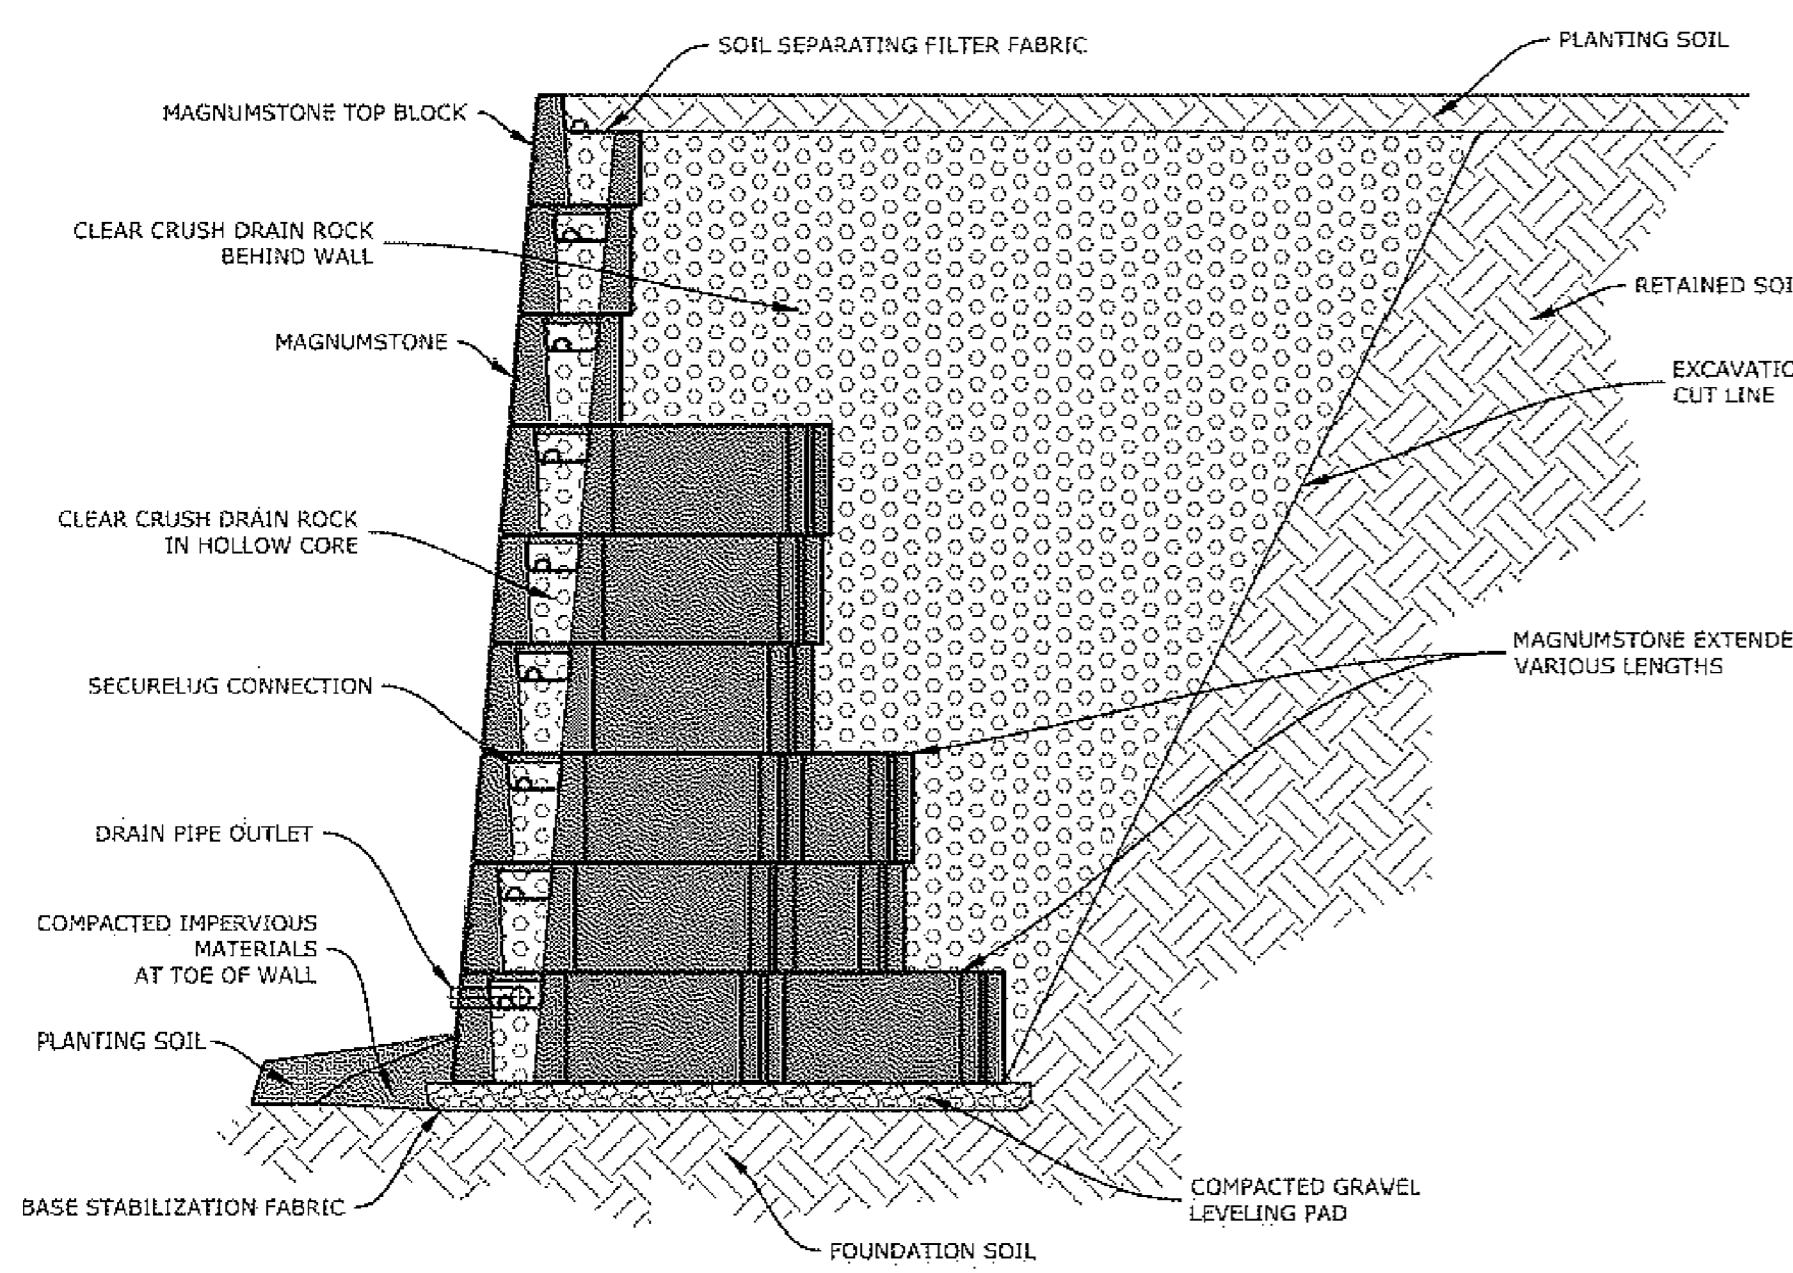 SOIL SEPARATING FILTER FABRIC
PLANTING SOIL
MAGNUMSTONE TOP BLOCK
CLEAR CRUSH DRAIN ROCK
BEHIND WALL
RETAINED SOI
MAGNUMSTONE
EXCAVATIO
CUT LINE
CLEAR CRUSH DRAIN ROCK
IN HOLLOW CORE
MAGNUMSTONE EXTENDE
VARIOUS LENGTHS
SECURELUG CONNECTION
DRAIN PIPE OUTLET
COMPACTED IMPERVIOUS
MATERIALS
AT TOE OF WALL
PLANTING SOIL
BASE STABILIZATION FABRIC
COMPACTED GRAVEL
LEVELING PAD
FOUNDATION SOIL